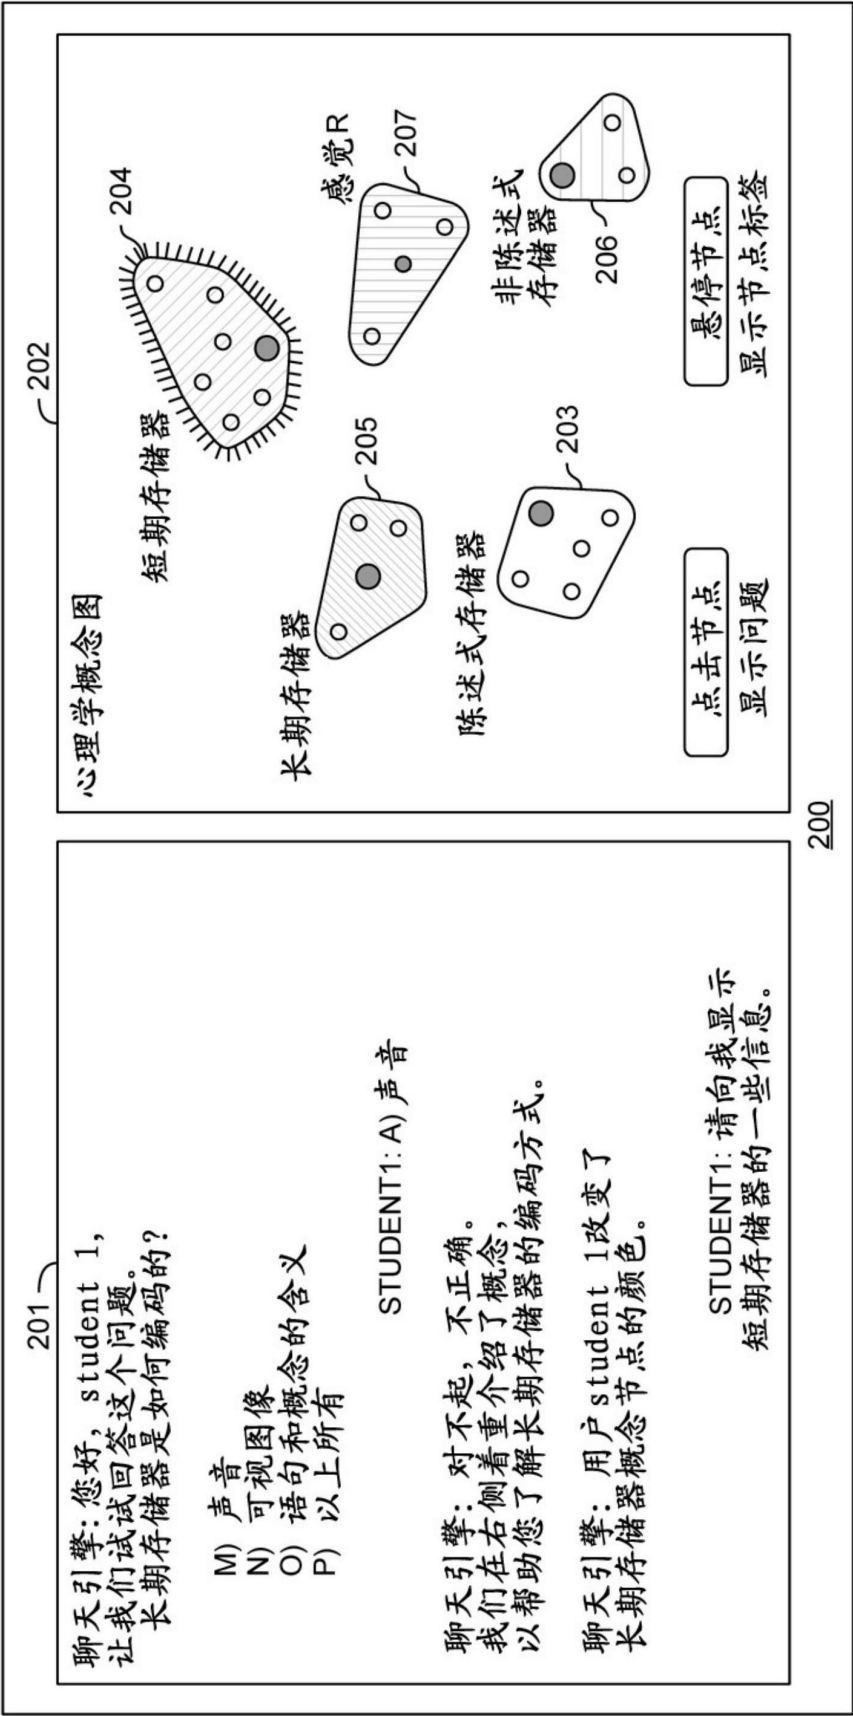 201
聊天引擎：您好，student 1，
让我们试试回答这个问题。
长期存储器是如何编码的？
M) 声音
N) 可视图像
O) 语句和概念的含义
P) 以上所有
STUDENT1: A) 声音
聊天引擎：对不起，不正确。
我们在右侧着重介绍了概念，
以帮助您了解长期存储器的编码方式。
聊天引擎：用户student 1改变了
长期存储器概念节点的颜色。
STUDENT1: 请向我显示
短期存储器的一些信息。
202
心理学概念图
短期存储器
204
长期存储器
205
感觉R
207
陈述式存储器
203
非陈述式
存储器
206
点击节点
显示问题
悬停节点
显示节点标签
200